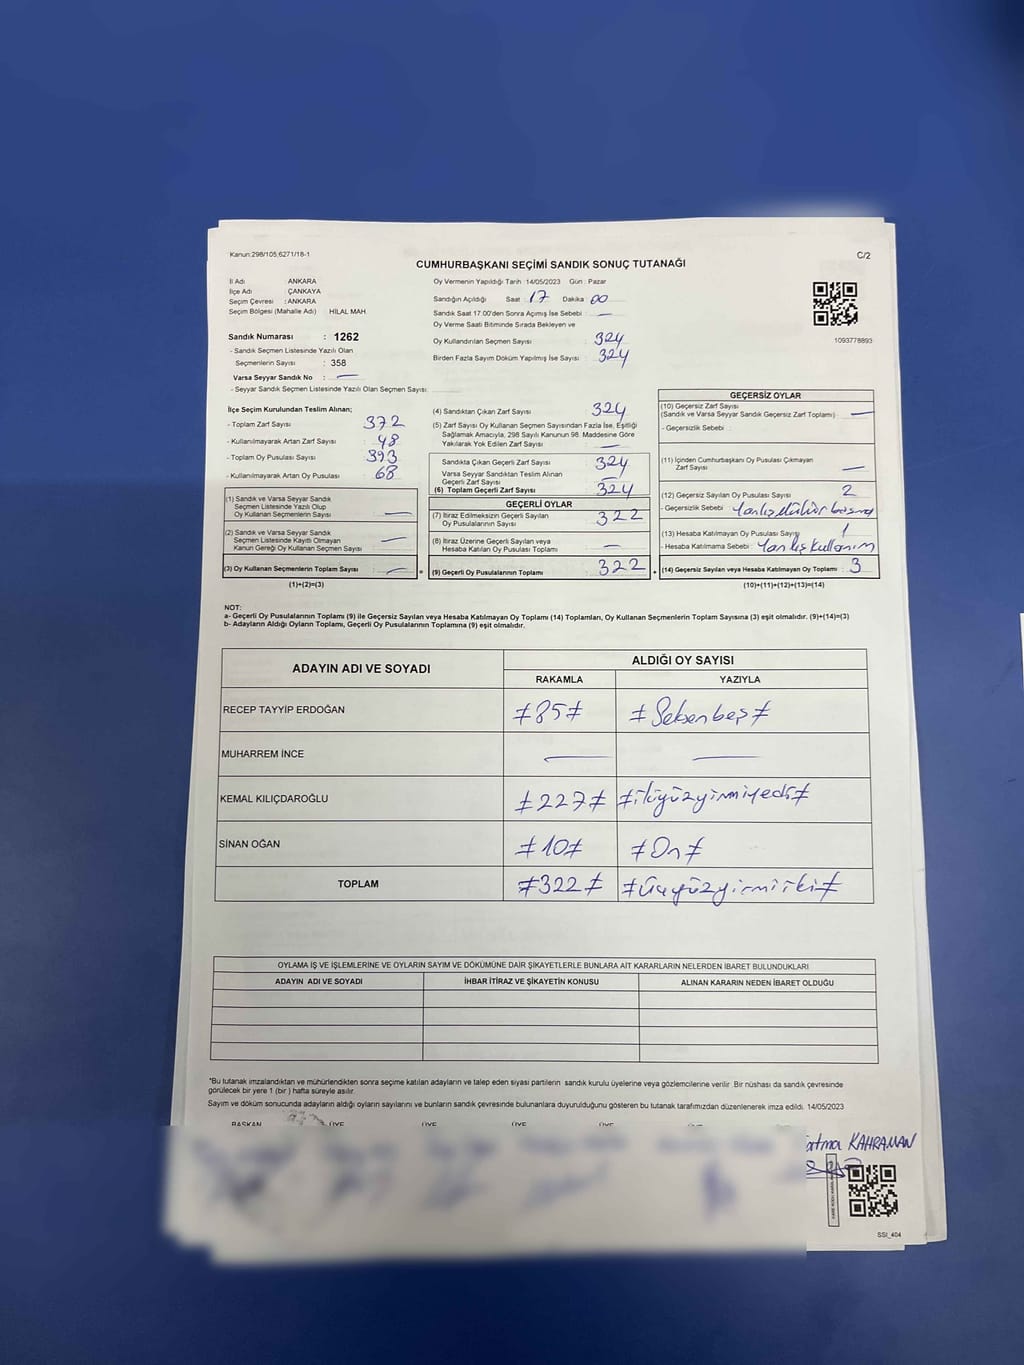 Kanun:298/105;6271/18-1
C/2
CUMHURBAŞKANI SEÇİMİ SANDIK SONUÇ TUTANAĞI
İl Adı : ANKARA
İlçe Adı : ÇANKAYA
Seçim Çevresi : ANKARA
Seçim Bölgesi (Mahalle Adı) HİLAL MAH
Sandık Numarası : 1262
- Sandık Seçmen Listesinde Yazılı Olan
Seçmenlerin Sayısı : 358
Varsa Seyyar Sandık No : —
- Seyyar Sandık Seçmen Listesinde Yazılı Olan Seçmen Sayısı:
Oy Vermenin Yapıldığı Tarih :14/05/2023 Gün : Pazar
Sandığın Açıldığı Saat : 17 Dakika : 00
Sandık Saat 17:00'den Sonra Açımış İse Sebebi : —
Oy Verme Saati Bitiminde Sırada Bekleyen ve
Oy Kullandırılan Seçmen Sayısı : 324
Birden Fazla Sayım Döküm Yapılmış İse Sayısı : 324
1093778893
İlçe Seçim Kurulundan Teslim Alınan;
- Toplam Zarf Sayısı : 372
- Kullanılmayarak Artan Zarf Sayısı : 48
- Toplam Oy Pusulası Sayısı : 393
- Kullanılmayarak Artan Oy Pusulası : 68
(1) Sandık ve Varsa Seyyar Sandık
Seçmen Listesinde Yazılı Olup
Oy Kullanan Seçmenlerin Sayısı : —
(2) Sandık ve Varsa Seyyar Sandık
Seçmen Listesinde Kayıtlı Olmayan
Kanun Gereği Oy Kullanan Seçmen Sayısı : —
(3) Oy Kullanan Seçmenlerin Toplam Sayısı : —
(1)+(2)=(3)
(4) Sandıktan Çıkan Zarf Sayısı : 324
(5) Zarf Sayısı Oy Kullanan Seçmen Sayısından Fazla İse, Eşitliği
Sağlamak Amacıyla, 298 Sayılı Kanunun 98. Maddesine Göre
Yakılarak Yok Edilen Zarf Sayısı : —
Sandıkta Çıkan Geçerli Zarf Sayısı : 324
Varsa Seyyar Sandıktan Teslim Alınan
Geçerli Zarf Sayısı : —
(6) Toplam Geçerli Zarf Sayısı : 324
GEÇERLİ OYLAR
(7) İtiraz Edilmeksizin Geçerli Sayılan
Oy Pusulalarının Sayısı : 322
(8) İtiraz Üzerine Geçerli Sayılan veya
Hesaba Katılan Oy Pusulası Toplamı : —
(9) Geçerli Oy Pusulalarının Toplamı : 322
GEÇERSİZ OYLAR
(10) Geçersiz Zarf Sayısı
(Sandık ve Varsa Seyyar Sandık Geçersiz Zarf Toplamı) : —
- Geçersizlik Sebebi :
(11) İçinden Cumhurbaşkanı Oy Pusulası Çıkmayan
Zarf Sayısı : —
(12) Geçersiz Sayılan Oy Pusulası Sayısı : 2
- Geçersizlik Sebebi : Yanlış mühür basma
(13) Hesaba Katılmayan Oy Pusulası Sayısı : 1
- Hesaba Katılmama Sebebi : Yanlış kullanım
(14) Geçersiz Sayılan veya Hesaba Katılmayan Oy Toplamı : 3
(10)+(11)+(12)+(13)=(14)
NOT:
a- Geçerli Oy Pusulalarının Toplamı (9) ile Geçersiz Sayılan veya Hesaba Katılmayan Oy Toplamı (14) Toplamları, Oy Kullanan Seçmenlerin Toplam Sayısına (3) eşit olmalıdır. (9)+(14)=(3)
b- Adayların Aldığı Oyların Toplamı, Geçerli Oy Pusulalarının Toplamına (9) eşit olmalıdır.
ADAYIN ADI VE SOYADI ALDIĞI OY SAYISI
RAKAMLA YAZIYLA
RECEP TAYYİP ERDOĞAN ≠85≠ ≠Seksenbeş≠
MUHARREM İNCE — —
KEMAL KILIÇDAROĞLU ≠227≠ ≠ikiyüzyirmiyedi≠
SİNAN OĞAN ≠10≠ ≠On≠
TOPLAM ≠322≠ ≠Üçyüzyirmiiki≠
OYLAMA İŞ VE İŞLEMLERİNE VE OYLARIN SAYIM VE DÖKÜMÜNE DAİR ŞİKAYETLERLE BUNLARA AİT KARARLARIN NELERDEN İBARET BULUNDUKLARI
ADAYIN ADI VE SOYADI İHBAR İTİRAZ VE ŞİKAYETİN KONUSU ALINAN KARARIN NEDEN İBARET OLDUĞU
*Bu tutanak imzalandıktan ve mühürlendikten sonra seçime katılan adayların ve talep eden siyasi partilerin sandık kurulu üyelerine veya gözlemcilerine verilir. Bir nüshası da sandık çevresinde
görülecek bir yere 1 (bir) hafta süreyle asılır.
Sayım ve döküm sonucunda adayların aldığı oyların sayılarını ve bunların sandık çevresinde bulunanlara duyurulduğunu gösteren bu tutanak tarafımızdan düzenlenerek imza edildi. 14/05/2023
BAŞKAN ÜYE ÜYE ÜYE ÜYE
atma KAHRAMAN
SSI_404